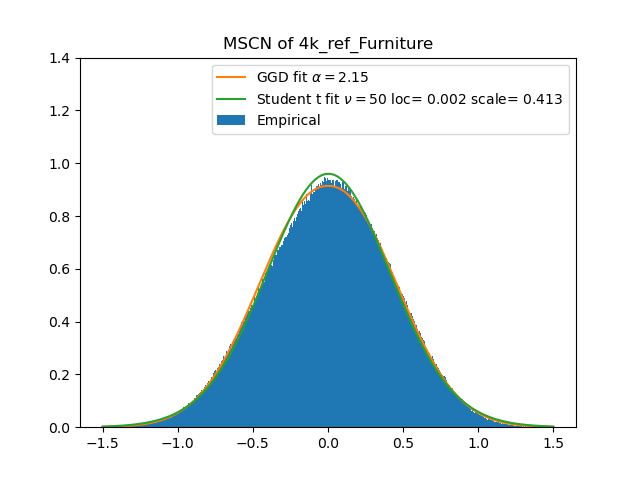 MSCN of 4k_ref_Furniture
GGD fit α = 2.15
Student t fit ν = 50 loc= 0.002 scale= 0.413
Empirical
1.4
1.2
1.0
0.8
0.6
0.4
0.2
0.0
−1.5 −1.0 −0.5 0.0 0.5 1.0 1.5